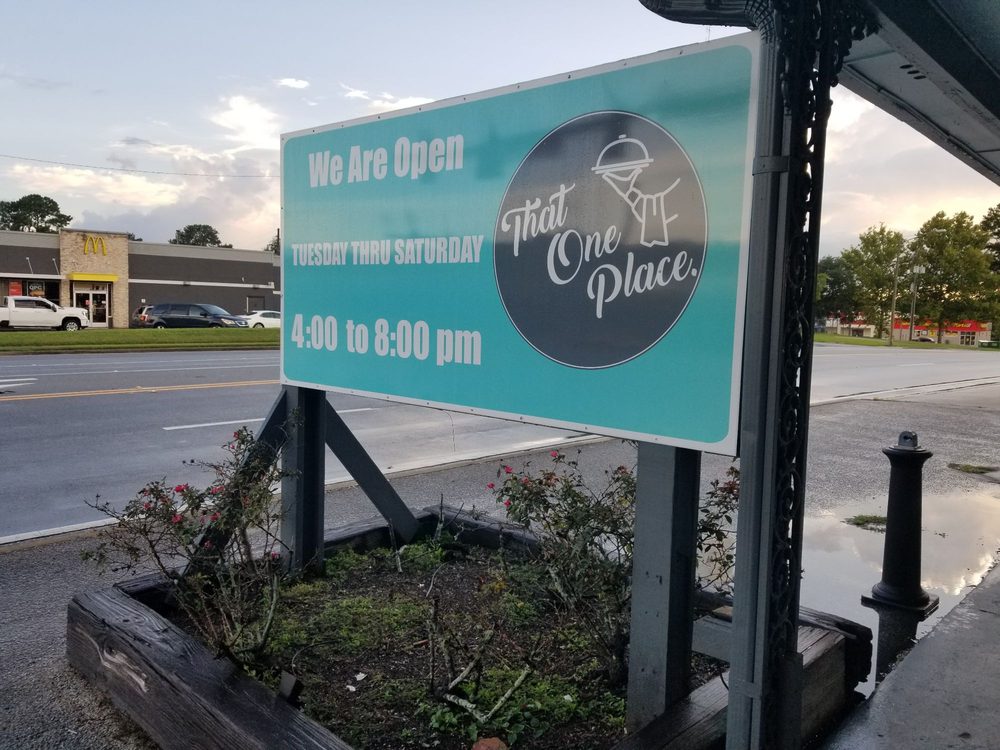 We Are Open
TUESDAY THRU SATURDAY
4:00 to 8:00 pm
That
One
Place.